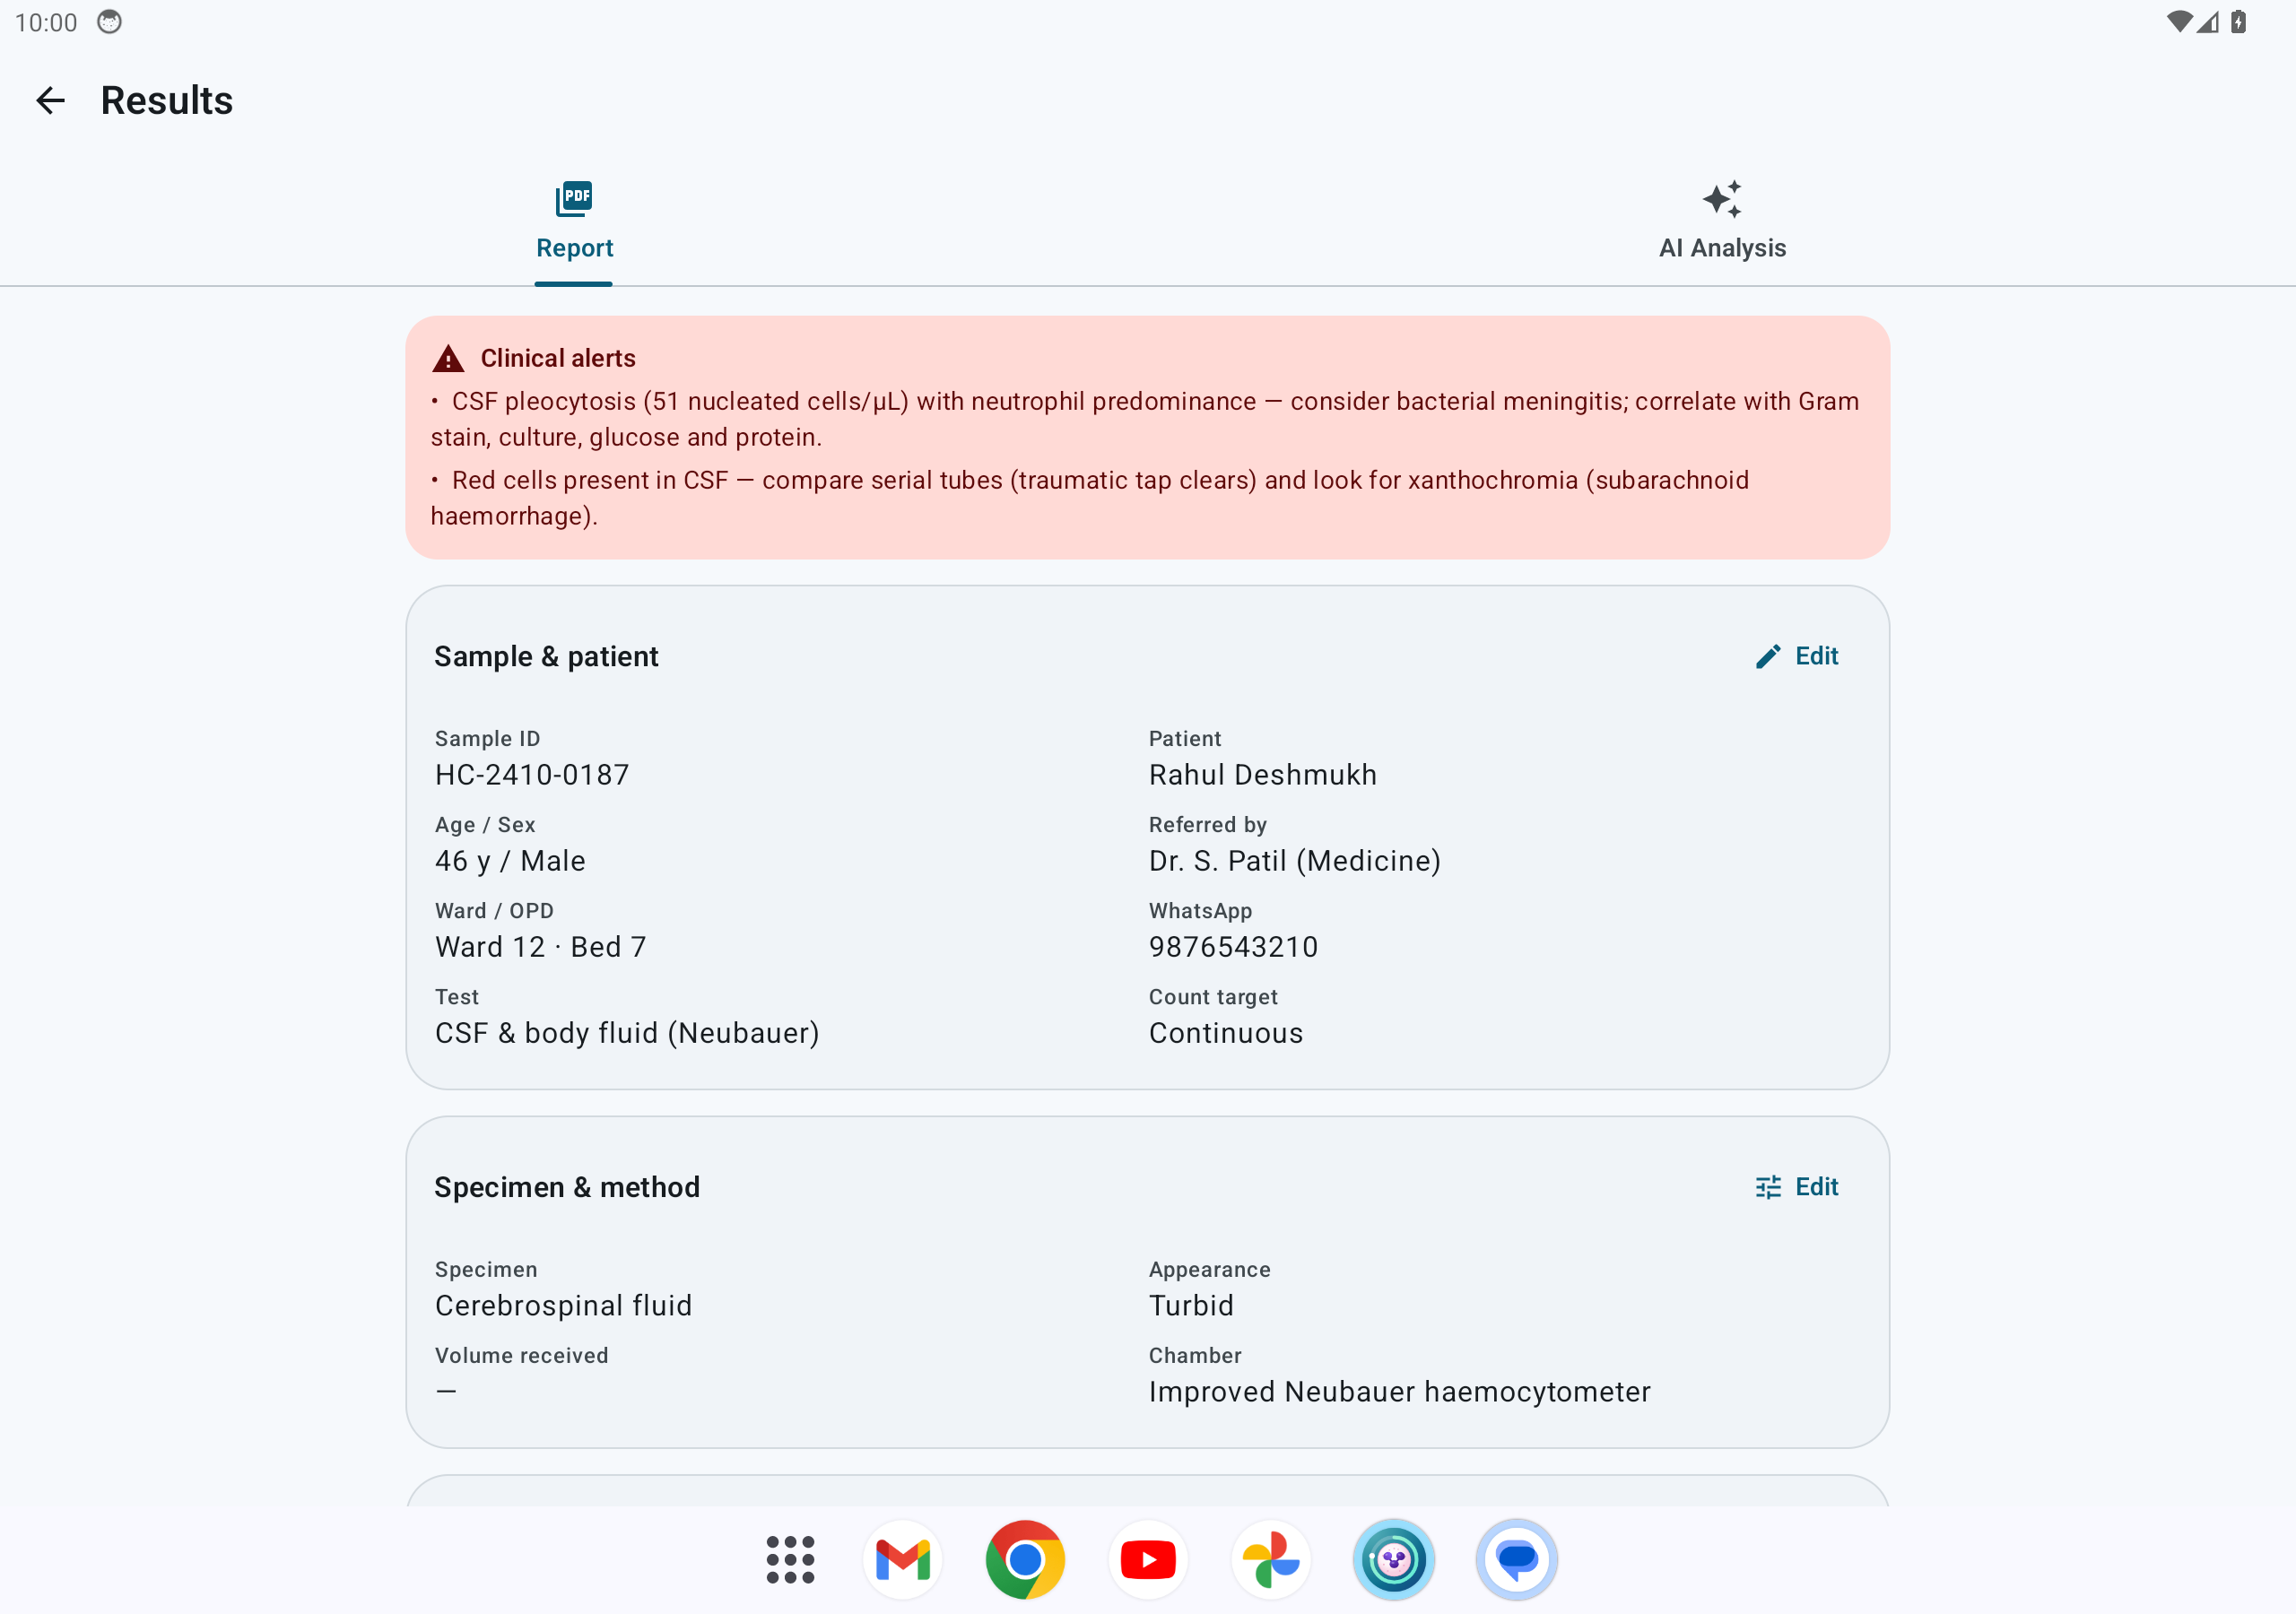 10:00
Results
PDF
Report
AI Analysis
Clinical alerts
• CSF pleocytosis (51 nucleated cells/µL) with neutrophil predominance — consider bacterial meningitis; correlate with Gram
stain, culture, glucose and protein.
• Red cells present in CSF — compare serial tubes (traumatic tap clears) and look for xanthochromia (subarachnoid
haemorrhage).
Sample & patient
Edit
Sample ID
HC-2410-0187
Patient
Rahul Deshmukh
Age / Sex
46 y / Male
Referred by
Dr. S. Patil (Medicine)
Ward / OPD
Ward 12 · Bed 7
WhatsApp
9876543210
Test
CSF & body fluid (Neubauer)
Count target
Continuous
Specimen & method
Edit
Specimen
Cerebrospinal fluid
Appearance
Turbid
Volume received
—
Chamber
Improved Neubauer haemocytometer